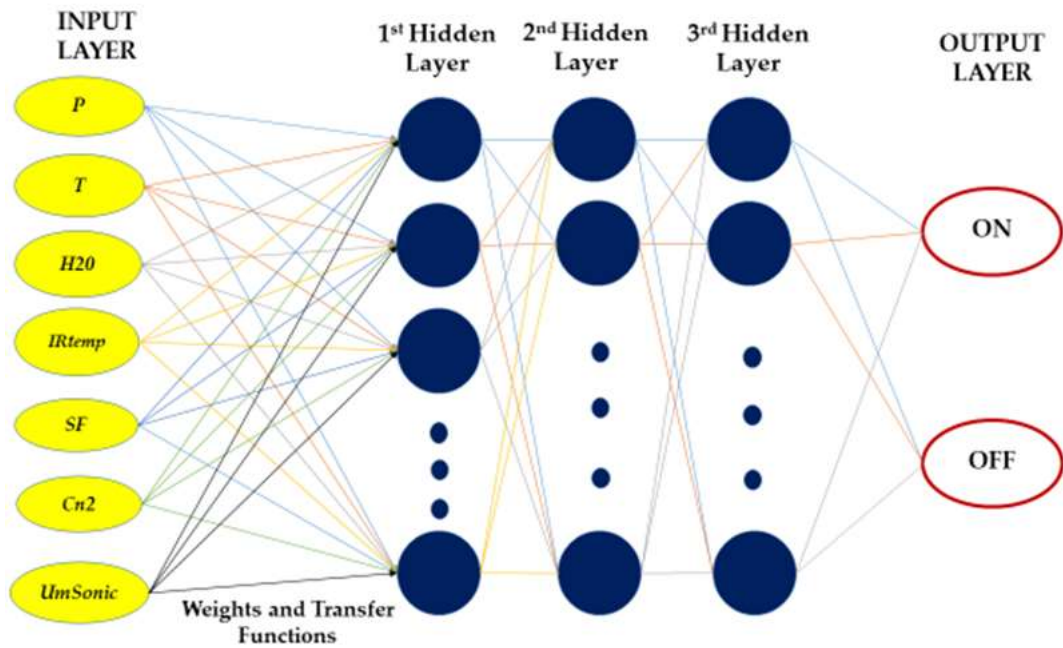 INPUT
LAYER
1st Hidden
Layer
2nd Hidden
Layer
3rd Hidden
Layer
OUTPUT
LAYER
P
T
H20
IRtemp
SF
Cn2
UmSonic
Weights and Transfer
Functions
ON
OFF